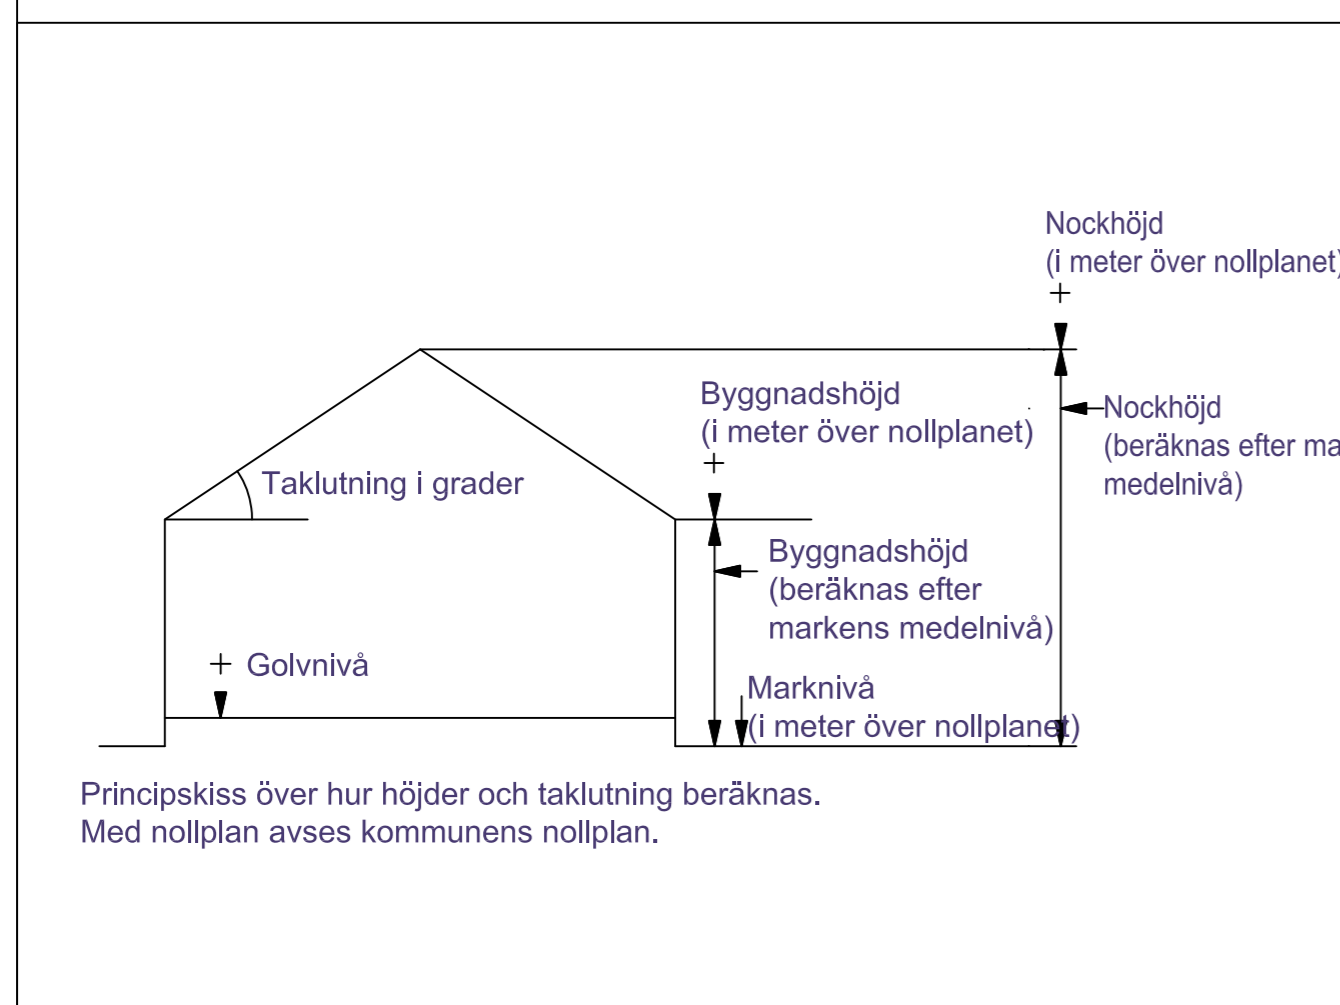 Nockhöjd
(i meter över nollplanet)
+
Byggnadshöjd
(i meter över nollplanet)
+
Nockhöjd
(beräknas efter ma
medelnivå)
Taklutning i grader
Byggnadshöjd
(beräknas efter
markens medelnivå)
+ Golvnivå
Marknivå
(i meter över nollplanet)
Principskiss över hur höjder och taklutning beräknas.
Med nollplan avses kommunens nollplan.